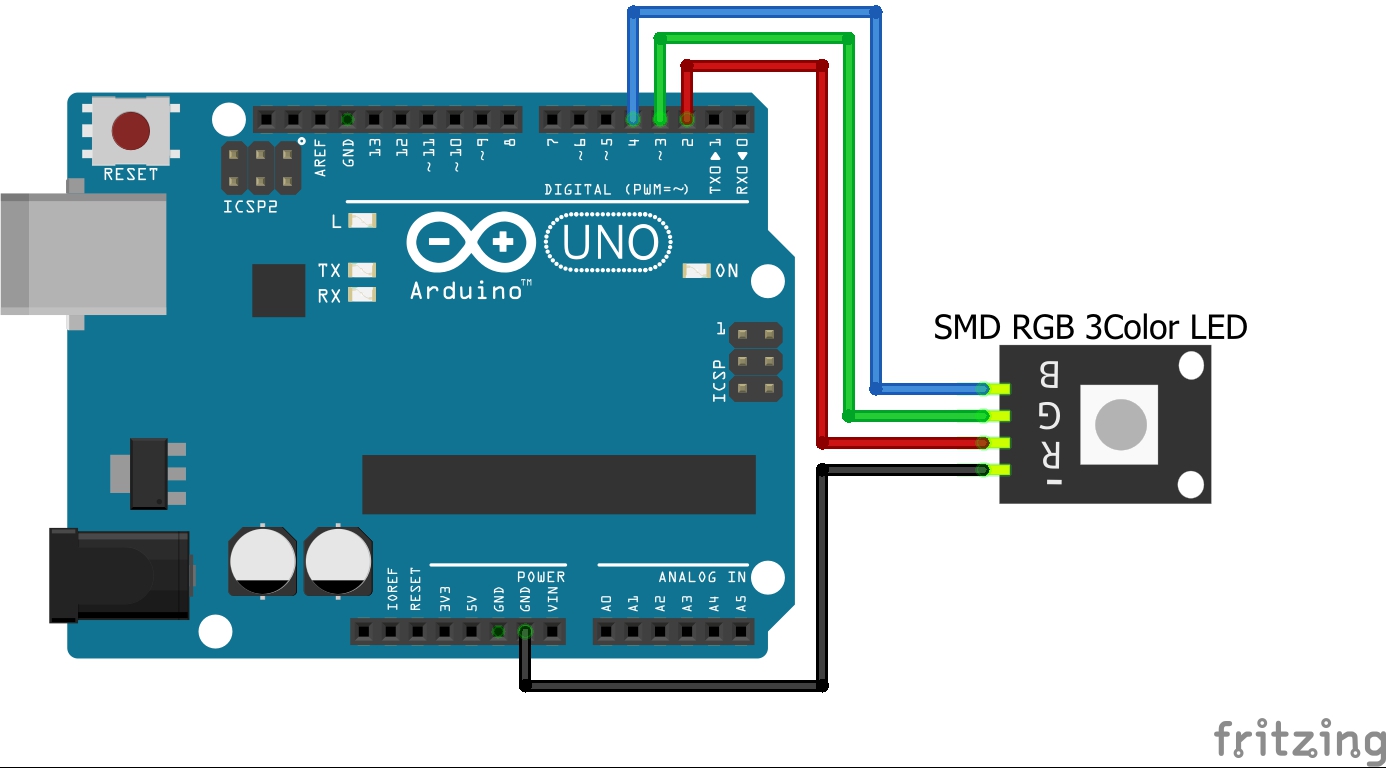 RESET
ICSP2
AREF
GND
13
12
~11
~10
~9
8
7
~6
~5
4
~3
2
TX0▶1
RX0◀0
DIGITAL (PWM=~)
L
TX
RX
Arduino™
UNO
ON
1
ICSP
SMD RGB 3Color LED
B
G
R
-
POWER
ANALOG IN
IOREF
RESET
3V3
5V
GND
GND
VIN
A0
A1
A2
A3
A4
A5
fritzing